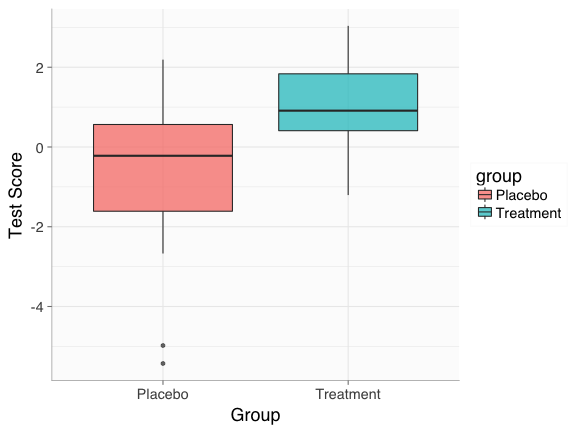 Test Score
2
0
-2
-4
Placebo
Treatment
Group
group
Placebo
Treatment